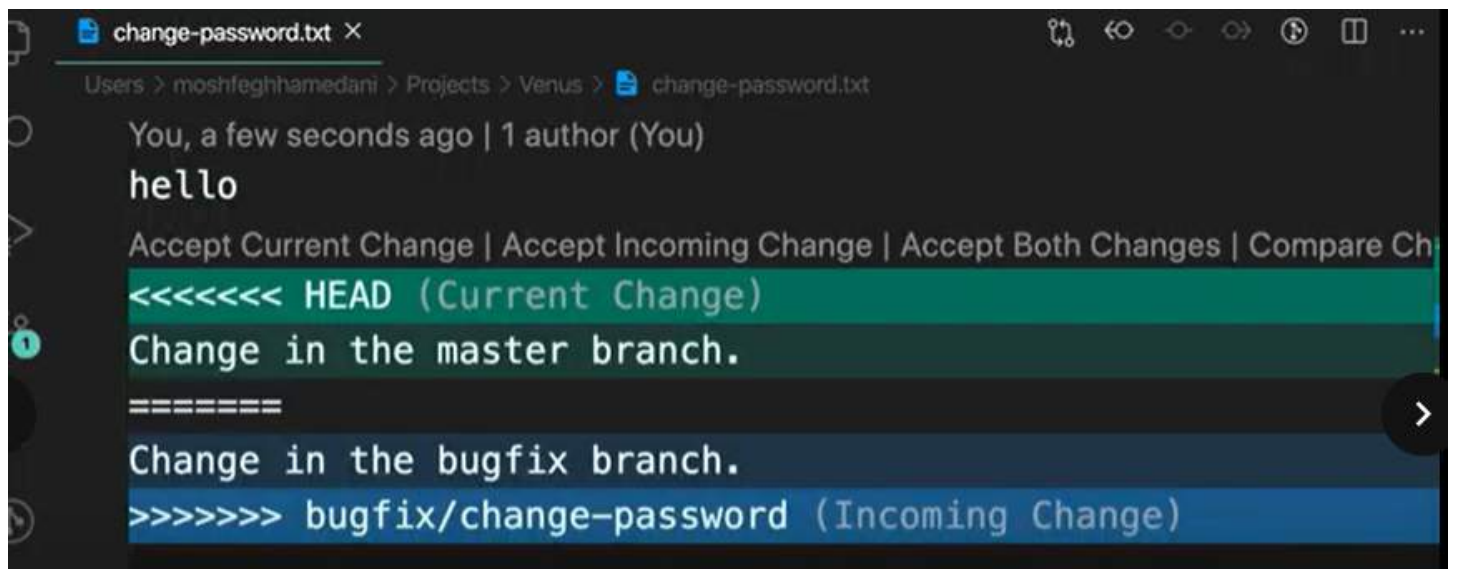 change-password.txt
Users > moshfeghhamedani > Projects > Venus > change-password.txt
You, a few seconds ago | 1 author (You)
hello
Accept Current Change | Accept Incoming Change | Accept Both Changes | Compare Ch
<<<<<<< HEAD (Current Change)
Change in the master branch.
=======
Change in the bugfix branch.
>>>>>>> bugfix/change-password (Incoming Change)
1